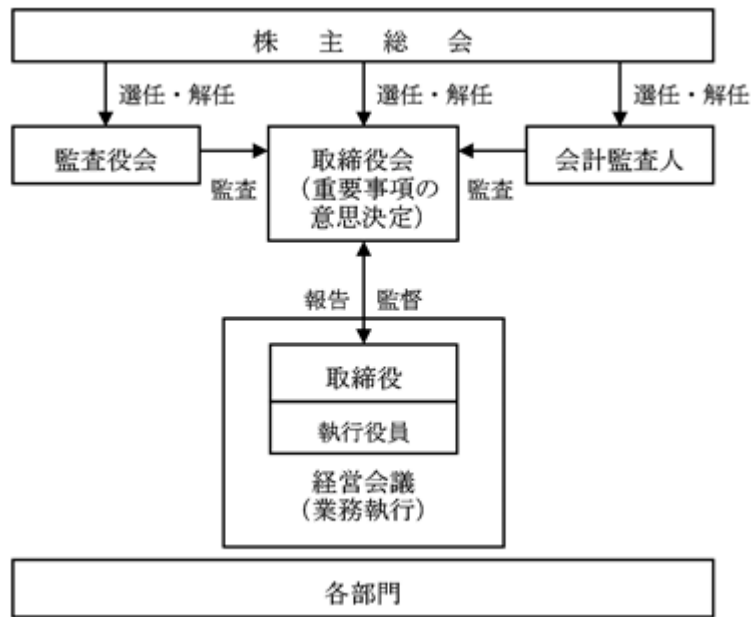 株主総会
選任・解任
選任・解任
選任・解任
監査役会
取締役会
(重要事項の
意思決定)
会計監査人
監査
監査
報告
監督
取締役
執行役員
経営会議
(業務執行)
各部門